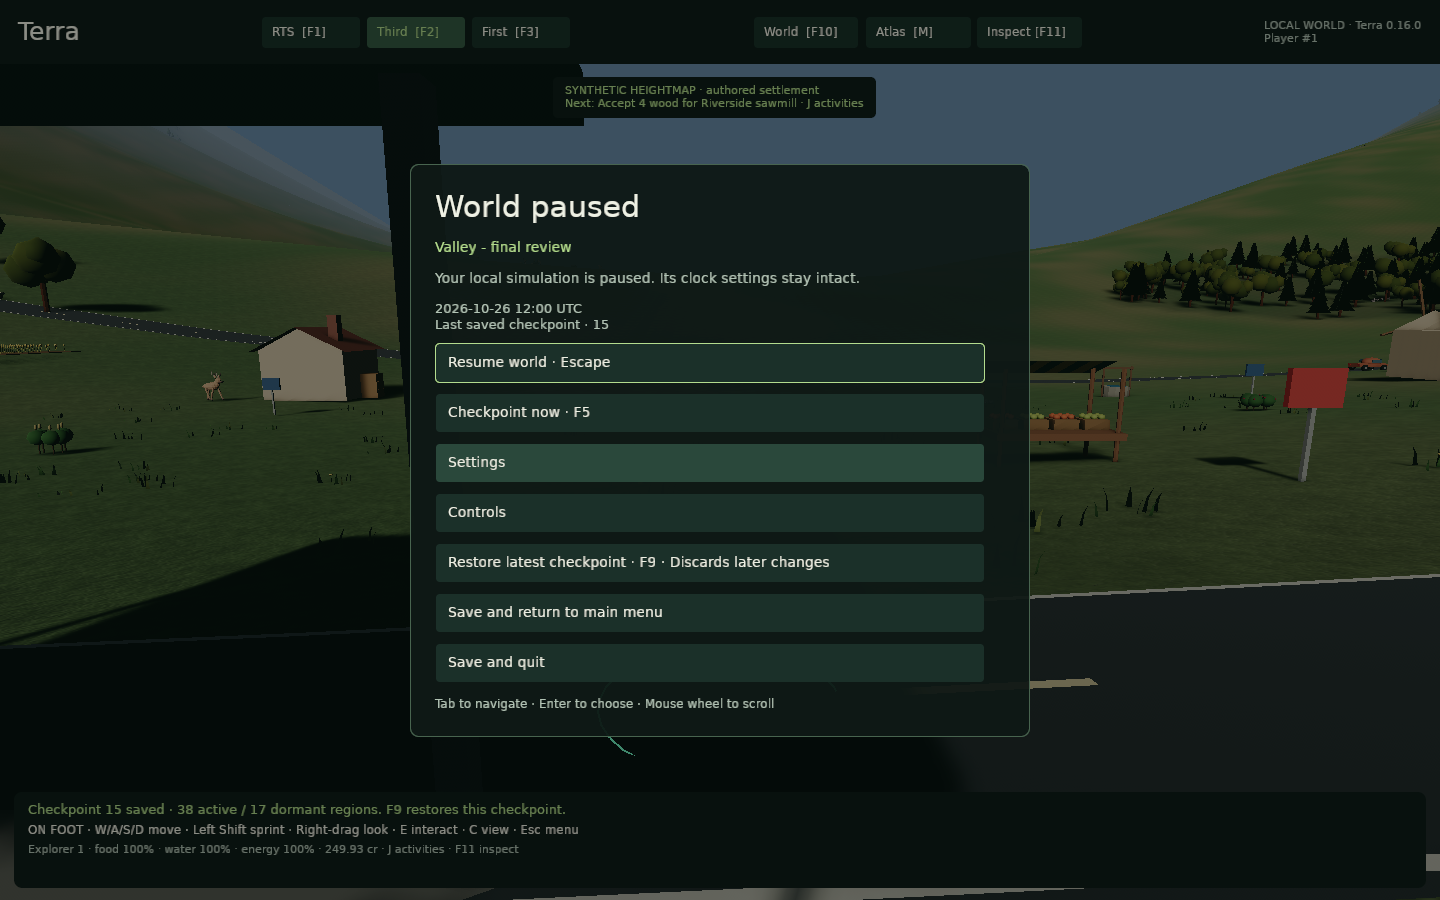 Terra
RTS [F1]
Third [F2]
First [F3]
World [F10]
Atlas [M]
Inspect [F11]
LOCAL WORLD · Terra 0.16.0
Player #1
SYNTHETIC HEIGHTMAP · authored settlement
Next: Accept 4 wood for Riverside sawmill · J activities
World paused
Valley - final review
Your local simulation is paused. Its clock settings stay intact.
2026-10-26 12:00 UTC
Last saved checkpoint · 15
Resume world · Escape
Checkpoint now · F5
Settings
Controls
Restore latest checkpoint · F9 · Discards later changes
Save and return to main menu
Save and quit
Tab to navigate · Enter to choose · Mouse wheel to scroll
Checkpoint 15 saved · 38 active / 17 dormant regions. F9 restores this checkpoint.
ON FOOT · W/A/S/D move · Left Shift sprint · Right-drag look · E interact · C view · Esc menu
Explorer 1 · food 100% · water 100% · energy 100% · 249.93 cr · J activities · F11 inspect